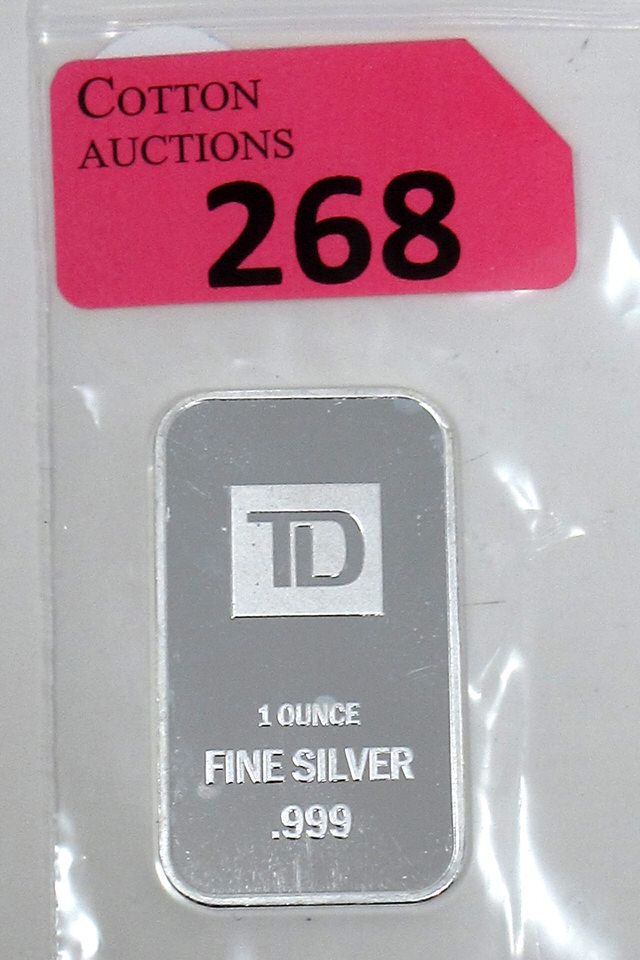 COTTON
AUCTIONS
268
TD
1 OUNCE
FINE SILVER
.999